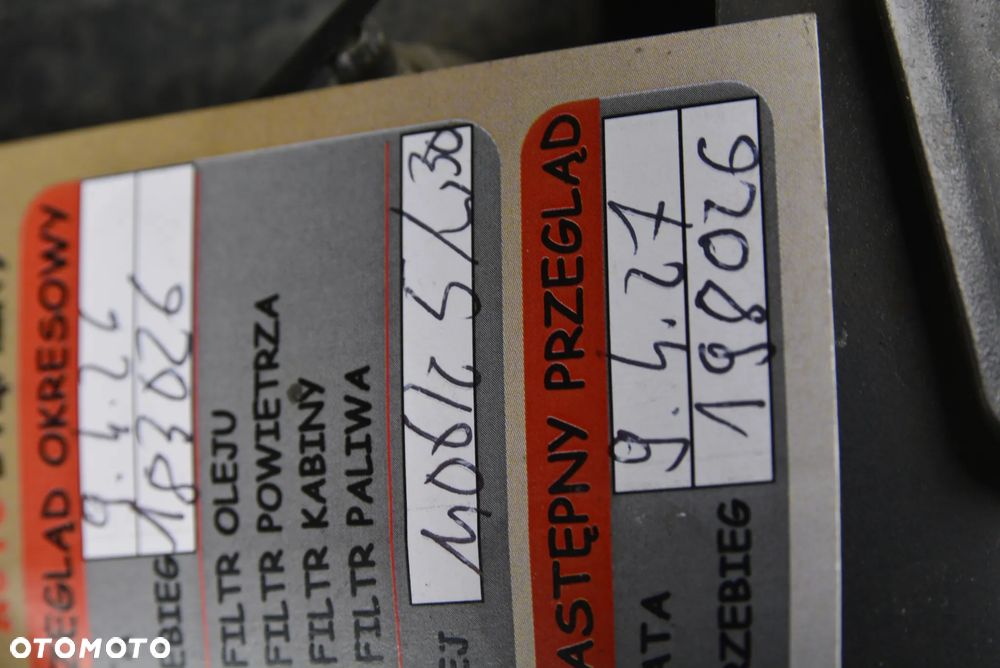 ZEGLĄD OKRESOWY
9.4.26
EBIEG 183026
FILTR OLEJU
FILTR POWIETRZA
FILTR KABINY
FILTR PALIWA
EJ
ASTĘPNY PRZEGLĄD
ATA 9.4.27
RZEBIEG 198026
OTOMOTO